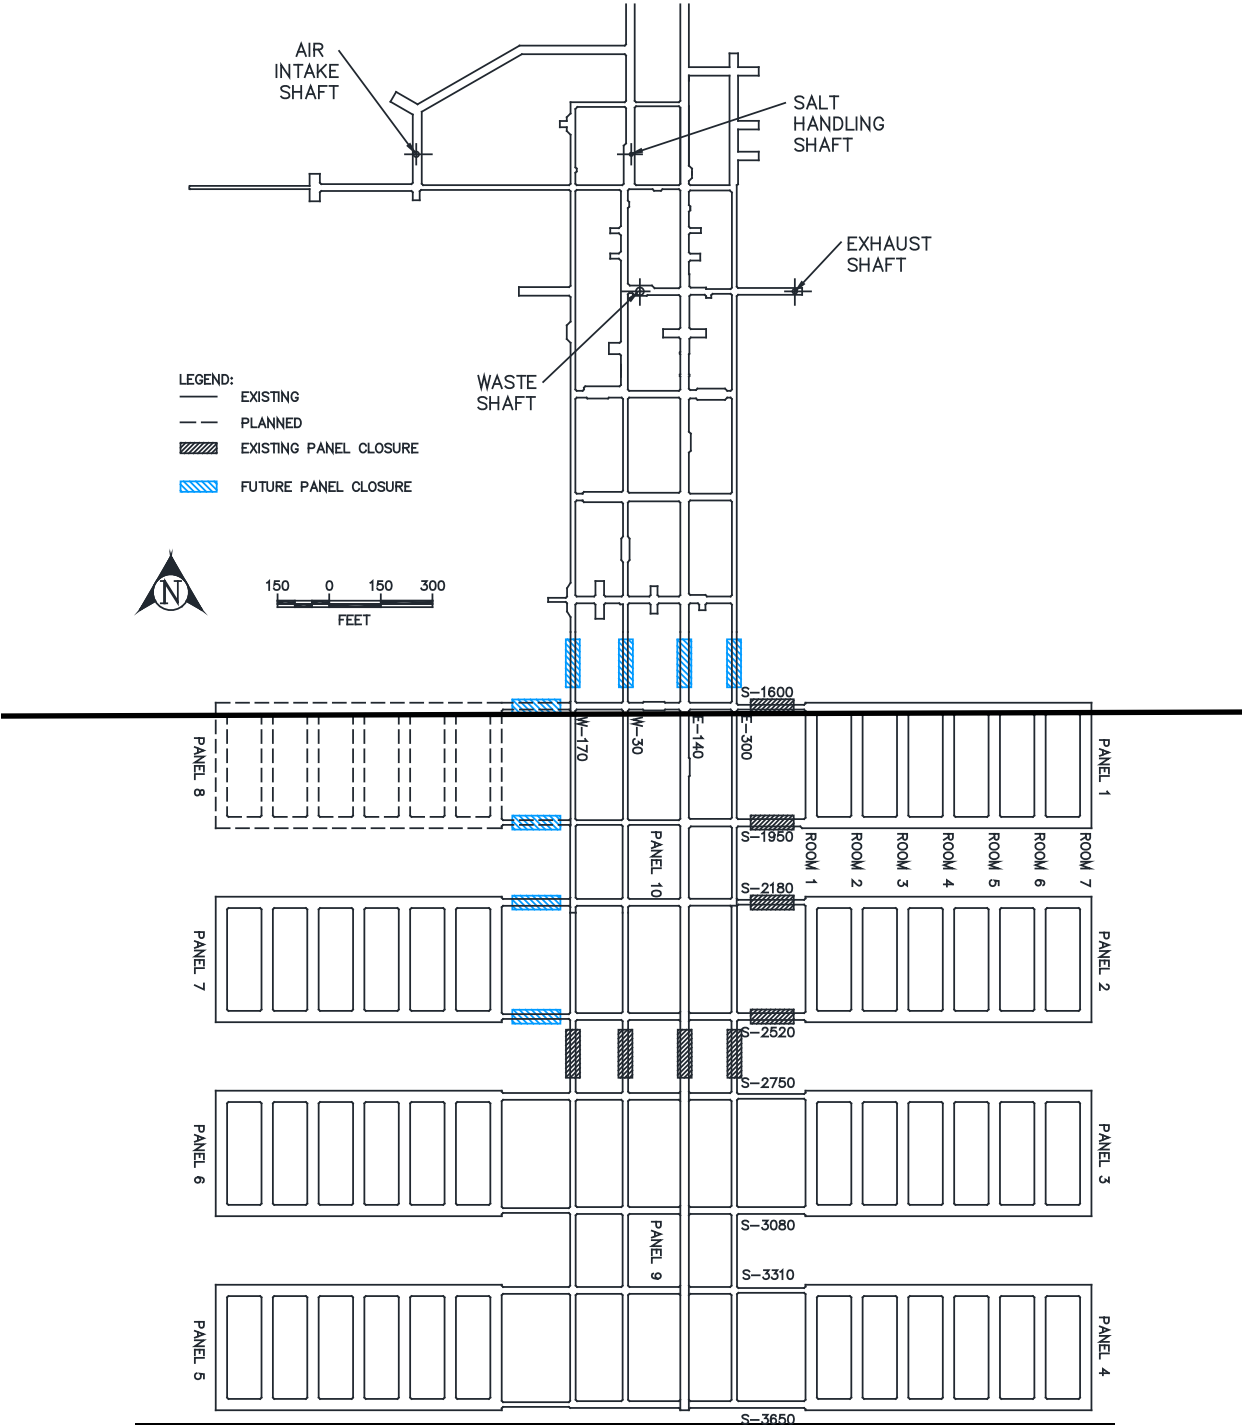 AIR
INTAKE
SHAFT
SALT
HANDLING
SHAFT
EXHAUST
SHAFT
WASTE
SHAFT
LEGEND:
EXISTING
PLANNED
EXISTING PANEL CLOSURE
FUTURE PANEL CLOSURE
N
150 0 150 300
FEET
S-1600
W-170
W-30
E-140
E-300
PANEL 8
PANEL 1
S-1950
PANEL 10
ROOM 1
ROOM 2
ROOM 3
ROOM 4
ROOM 5
ROOM 6
ROOM 7
S-2180
PANEL 7
PANEL 2
S-2520
S-2750
PANEL 6
PANEL 3
S-3080
PANEL 9
S-3310
PANEL 5
PANEL 4
S-3650